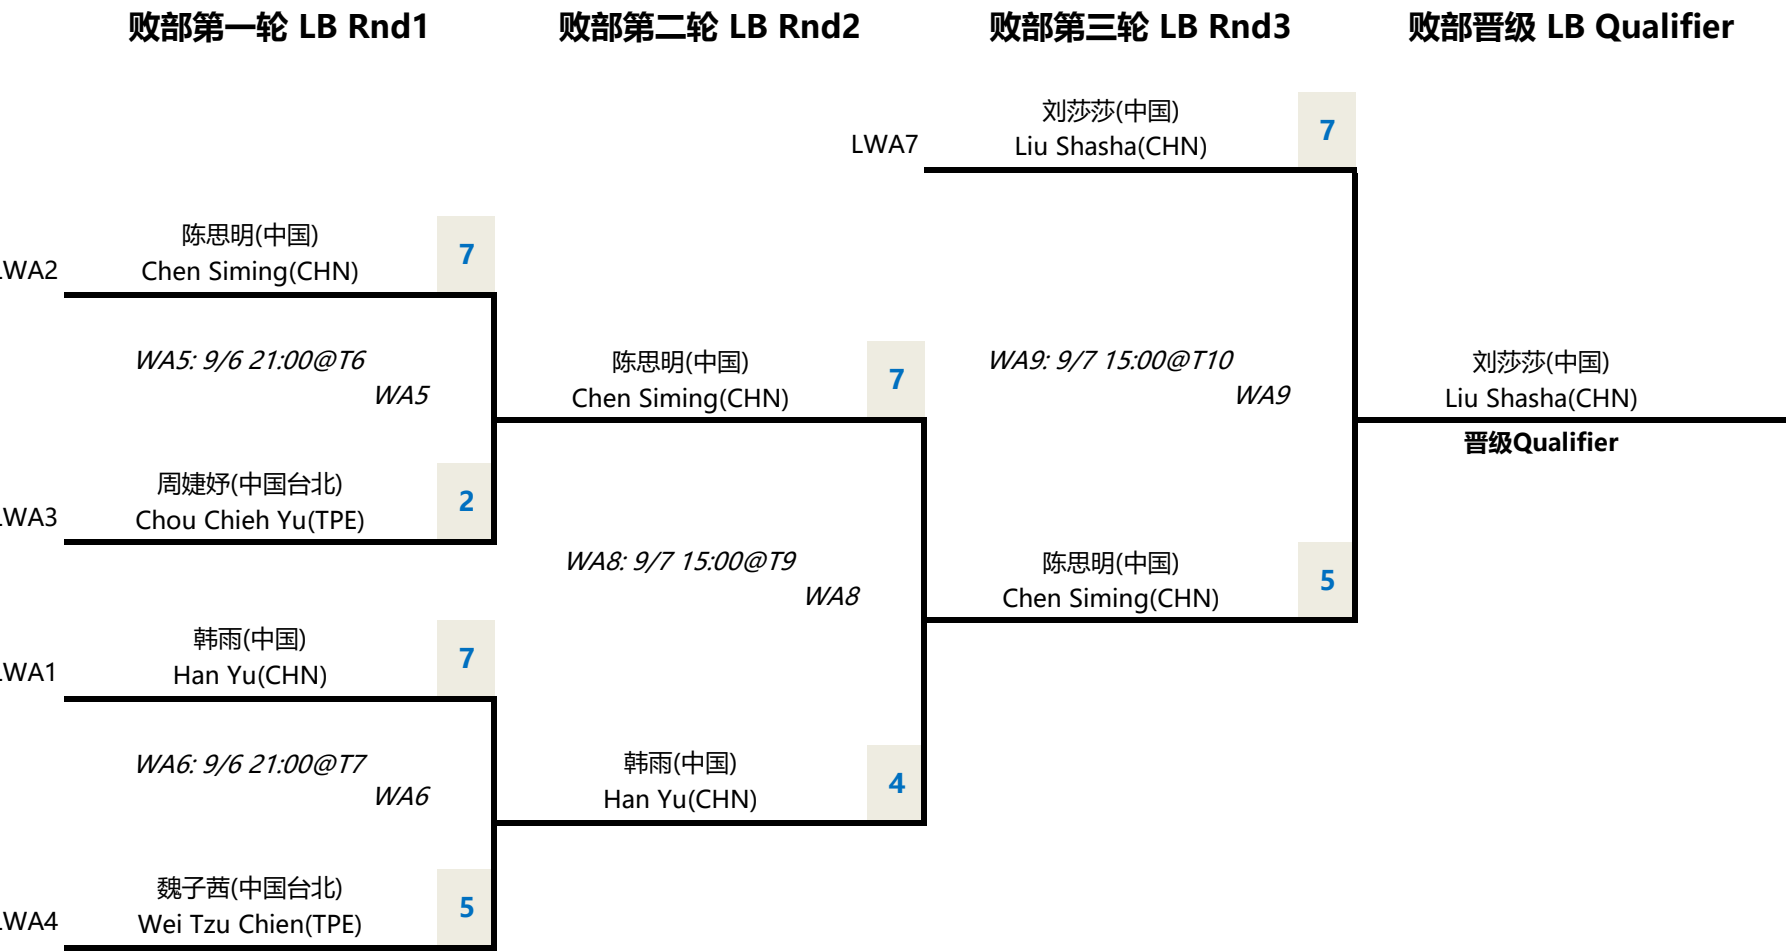 败部第一轮 LB Rnd1
败部第二轮 LB Rnd2
败部第三轮 LB Rnd3
败部晋级 LB Qualifier
LWA7
刘莎莎(中国)
Liu Shasha(CHN)
7
LWA2
陈思明(中国)
Chen Siming(CHN)
7
WA5: 9/6 21:00@T6
WA5
陈思明(中国)
Chen Siming(CHN)
7
WA9: 9/7 15:00@T10
WA9
刘莎莎(中国)
Liu Shasha(CHN)
晋级Qualifier
LWA3
周婕妤(中国台北)
Chou Chieh Yu(TPE)
2
WA8: 9/7 15:00@T9
WA8
陈思明(中国)
Chen Siming(CHN)
5
LWA1
韩雨(中国)
Han Yu(CHN)
7
WA6: 9/6 21:00@T7
WA6
韩雨(中国)
Han Yu(CHN)
4
LWA4
魏子茜(中国台北)
Wei Tzu Chien(TPE)
5